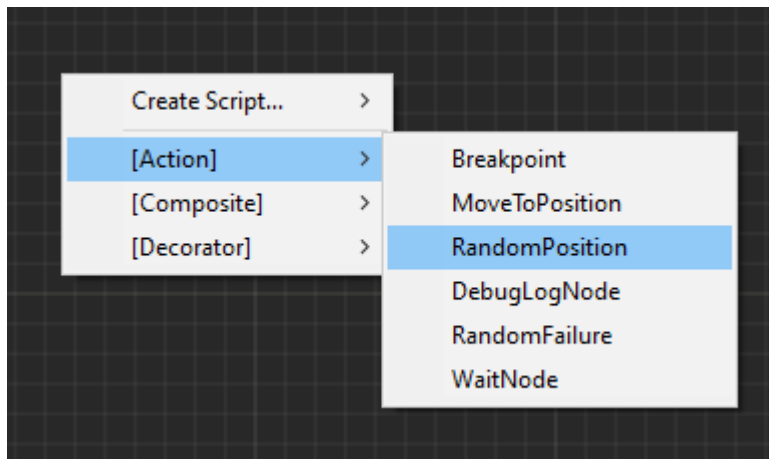 Create Script...
[Action]
[Composite]
[Decorator]
Breakpoint
MoveToPosition
RandomPosition
DebugLogNode
RandomFailure
WaitNode